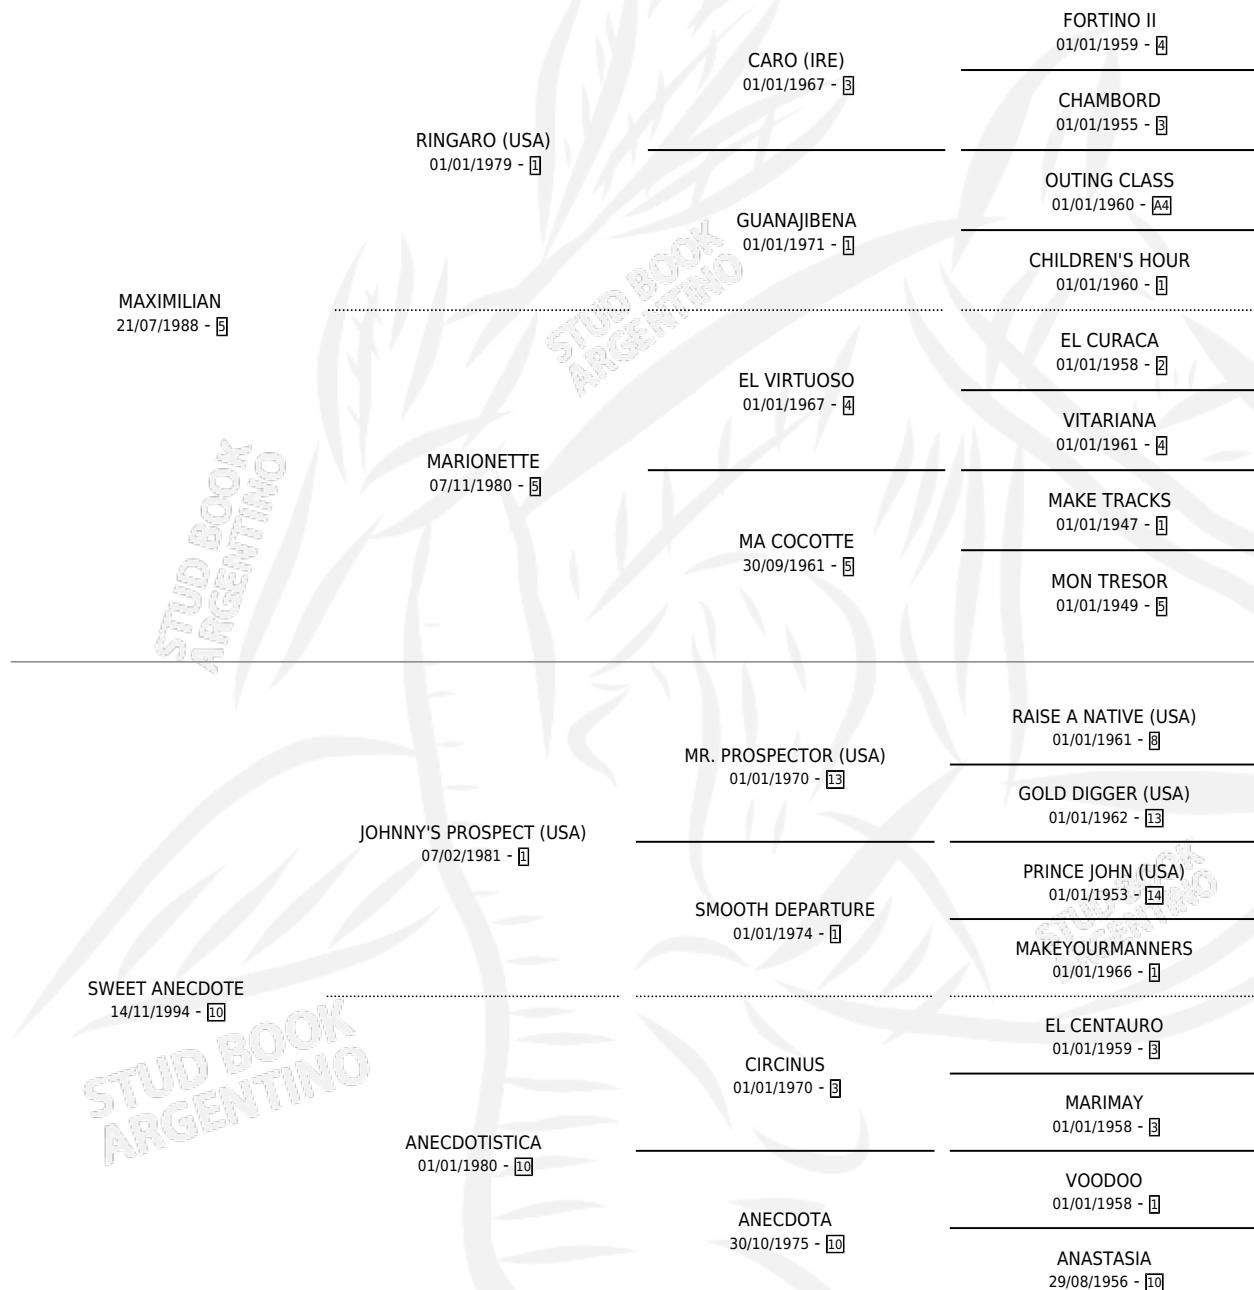 FORTINO II
01/01/1959 - 4
CARO (IRE)
01/01/1967 - 3
CHAMBORD
01/01/1955 - 3
RINGARO (USA)
01/01/1979 - 1
OUTING CLASS
01/01/1960 - A4
GUANAJIBENA
01/01/1971 - 1
CHILDREN'S HOUR
01/01/1960 - 1
MAXIMILIAN
21/07/1988 - 5
EL CURACA
01/01/1958 - 2
EL VIRTUOSO
01/01/1967 - 4
VITARIANA
01/01/1961 - 4
MARIONETTE
07/11/1980 - 5
MAKE TRACKS
01/01/1947 - 1
MA COCOTTE
30/09/1961 - 5
MON TRESOR
01/01/1949 - 5
STUD BOOK
ARGENTINO
STUD BOOK
ARGENTINO
RAISE A NATIVE (USA)
01/01/1961 - 8
MR. PROSPECTOR (USA)
01/01/1970 - 13
GOLD DIGGER (USA)
01/01/1962 - 13
JOHNNY'S PROSPECT (USA)
07/02/1981 - 1
PRINCE JOHN (USA)
01/01/1953 - 14
SMOOTH DEPARTURE
01/01/1974 - 1
MAKEYOURMANNERS
01/01/1966 - 1
SWEET ANECDOTE
14/11/1994 - 10
EL CENTAURO
01/01/1959 - 3
CIRCINUS
01/01/1970 - 3
MARIMAY
01/01/1958 - 3
ANECDOTISTICA
01/01/1980 - 10
VOODOO
01/01/1958 - 1
ANECDOTA
30/10/1975 - 10
ANASTASIA
29/08/1956 - 10
STUD BOOK
ARGENTINO
STUD BOOK
ARGENTINO